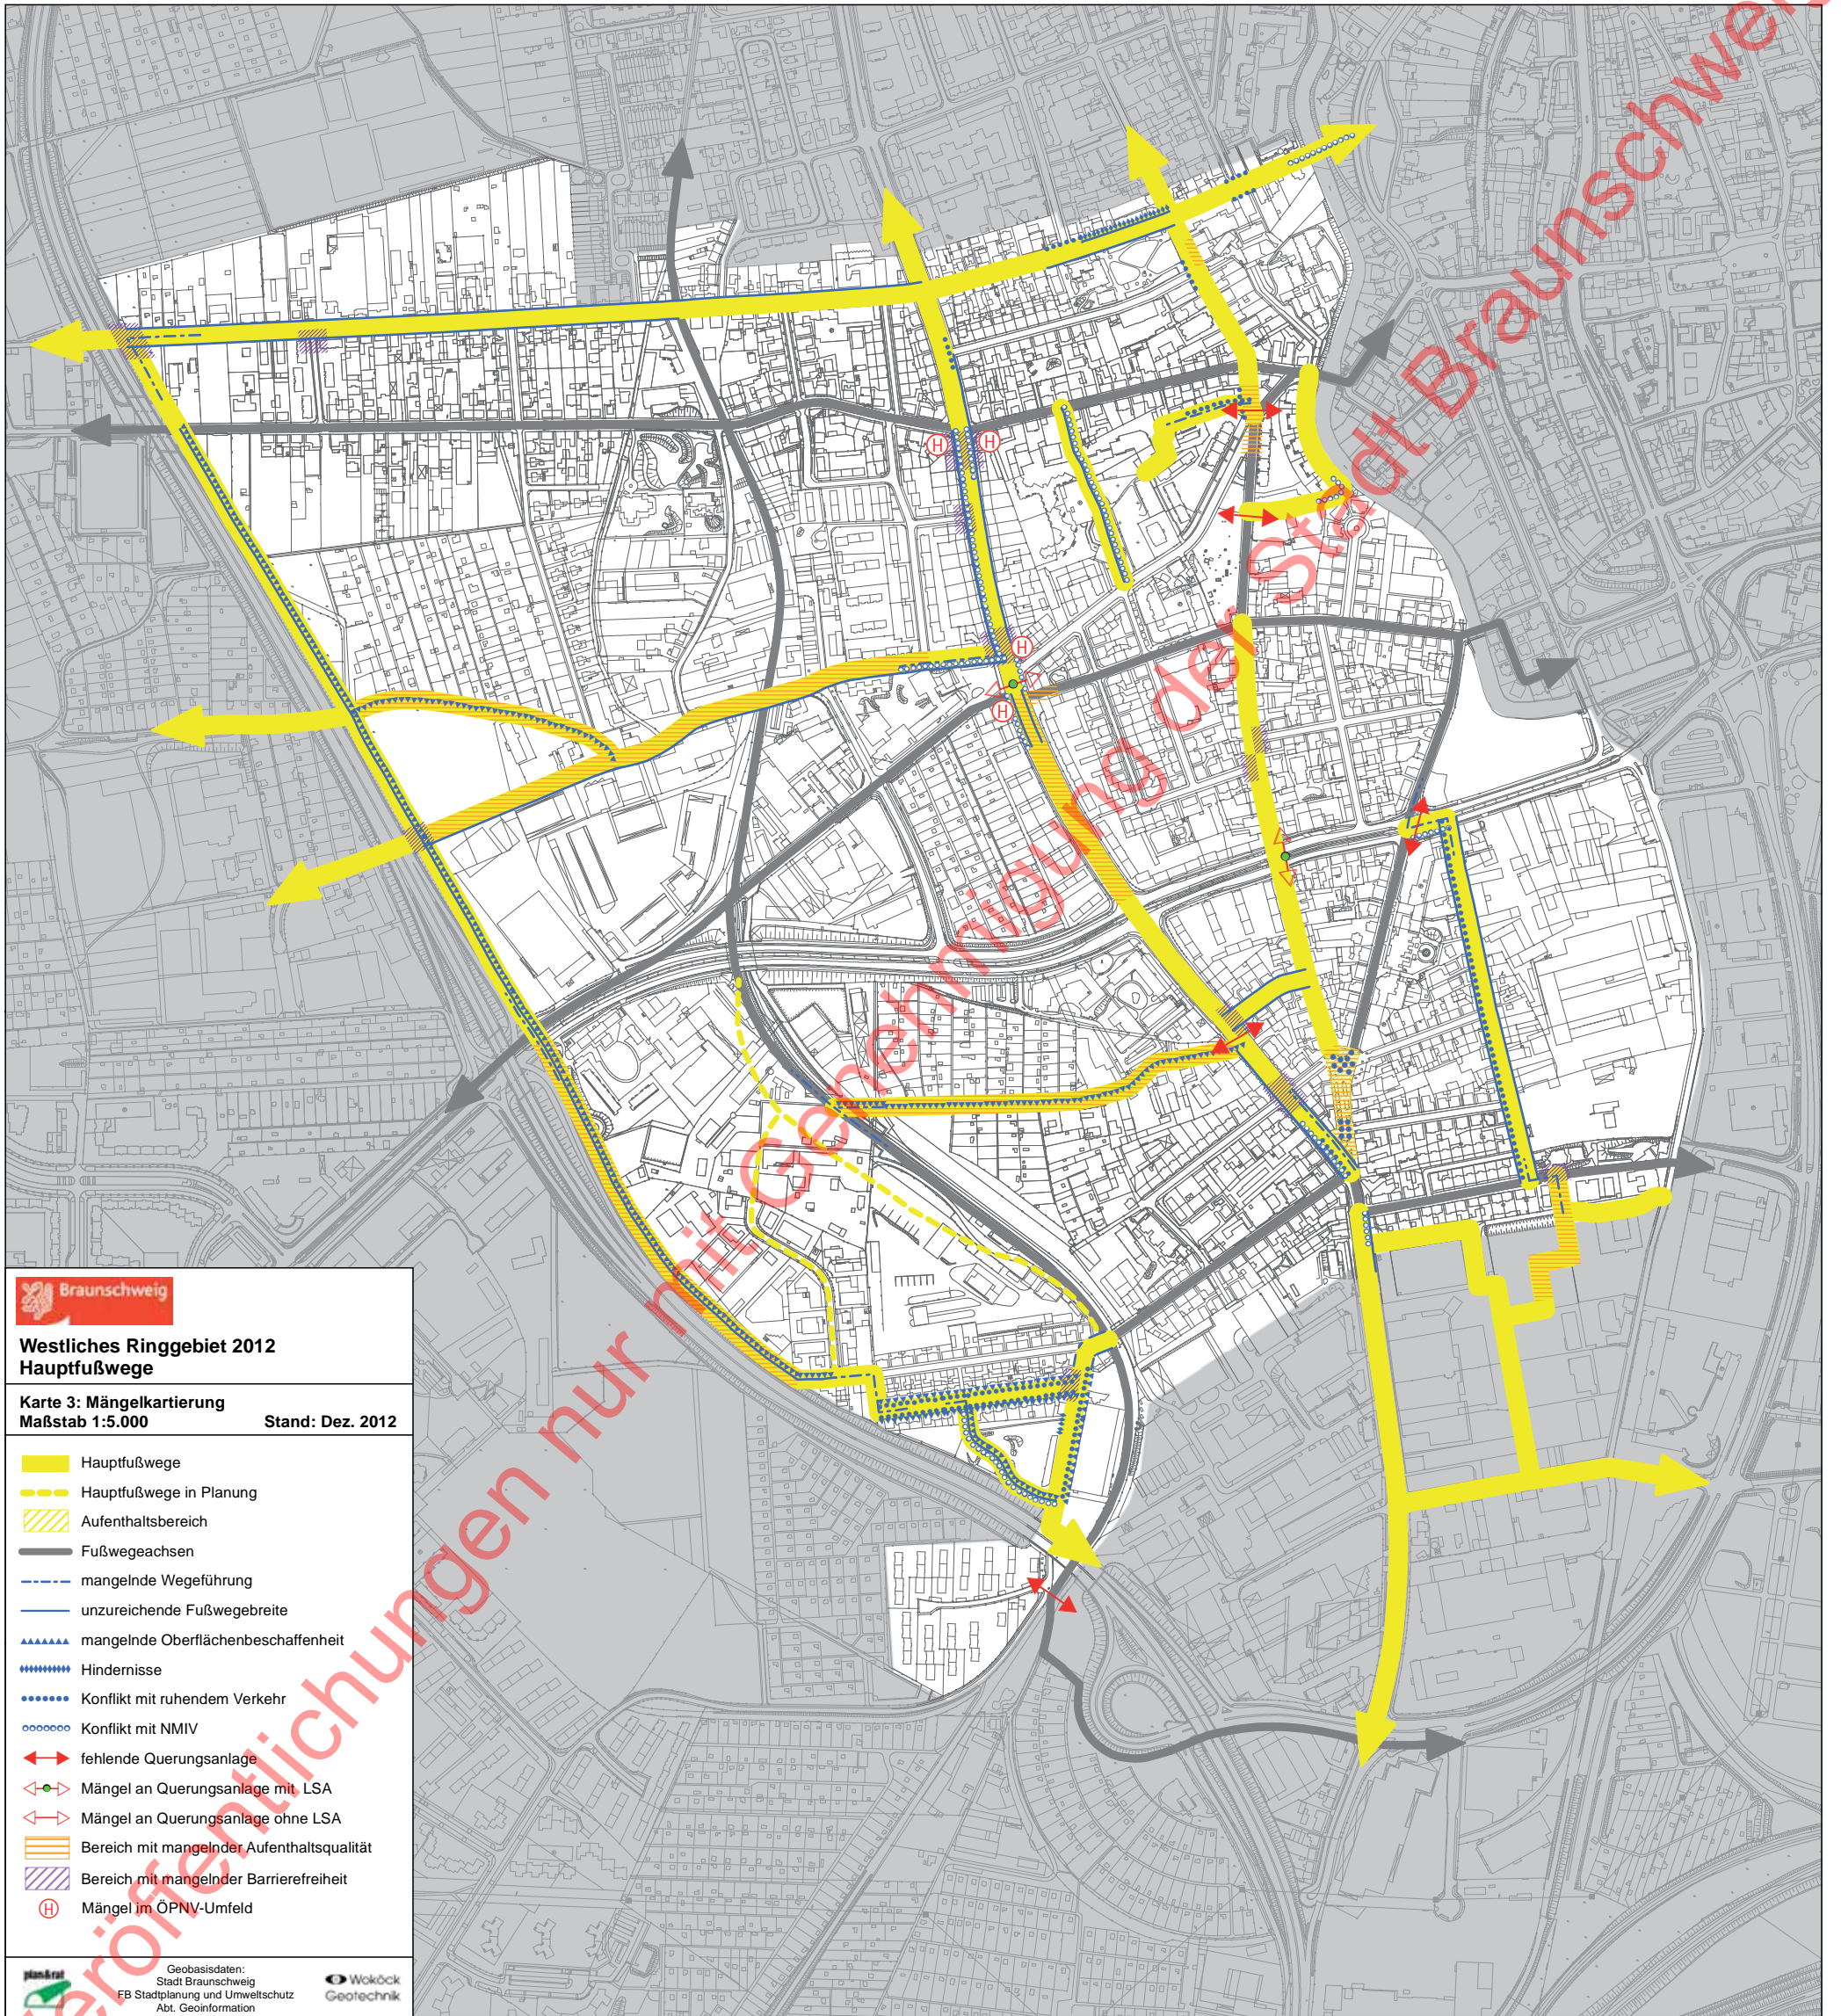 Braunschweig
Westliches Ringgebiet 2012
Hauptfußwege
Karte 3: Mängelkartierung
Maßstab 1:5.000 Stand: Dez. 2012
Hauptfußwege
Hauptfußwege in Planung
Aufenthaltsbereich
Fußwegeachsen
mangelnde Wegeführung
unzureichende Fußwegebreite
mangelnde Oberflächenbeschaffenheit
Hindernisse
Konflikt mit ruhendem Verkehr
Konflikt mit NMIV
fehlende Querungsanlage
Mängel an Querungsanlage mit LSA
Mängel an Querungsanlage ohne LSA
Bereich mit mangelnder Aufenthaltsqualität
Bereich mit mangelnder Barrierefreiheit
H Mängel im ÖPNV-Umfeld
plan&rat
Geobasisdaten:
Stadt Braunschweig
FB Stadtplanung und Umweltschutz
Abt. Geoinformation
Woköck
Geotechnik
H
H
H
H
eröffentlichungen nur mit Genehmigung der Stadt Braunschweig